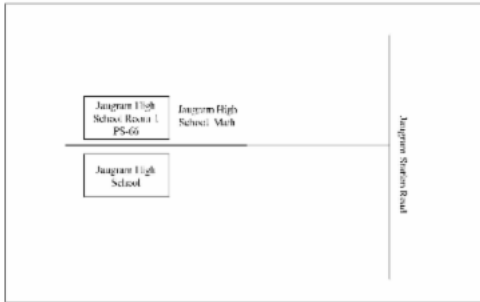 Jaugram High
School Room 1
PS-66
Jaugram High
School Math
Jaugram High
School
Jaugram Station Road